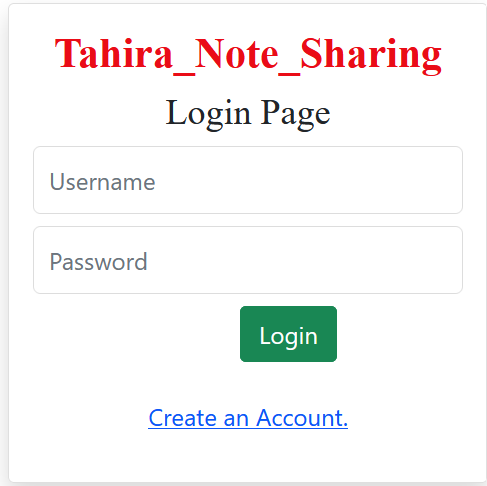 Tahira_Note_Sharing
Login Page
Username
Password
Login
Create an Account.